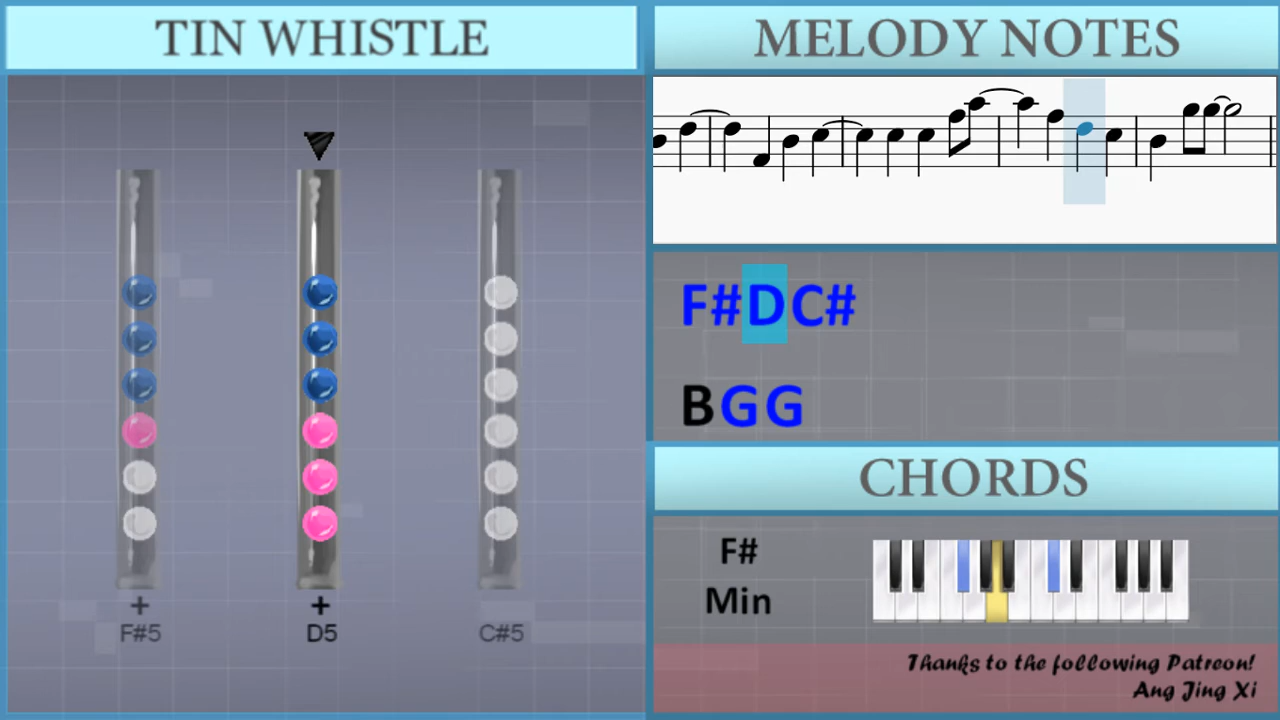 TIN WHISTLE
+ + 
F#5 D5 C#5
MELODY NOTES
F#DC#
BGG
CHORDS
F#
Min
Thanks to the following Patreon!
Ang Jing Xi